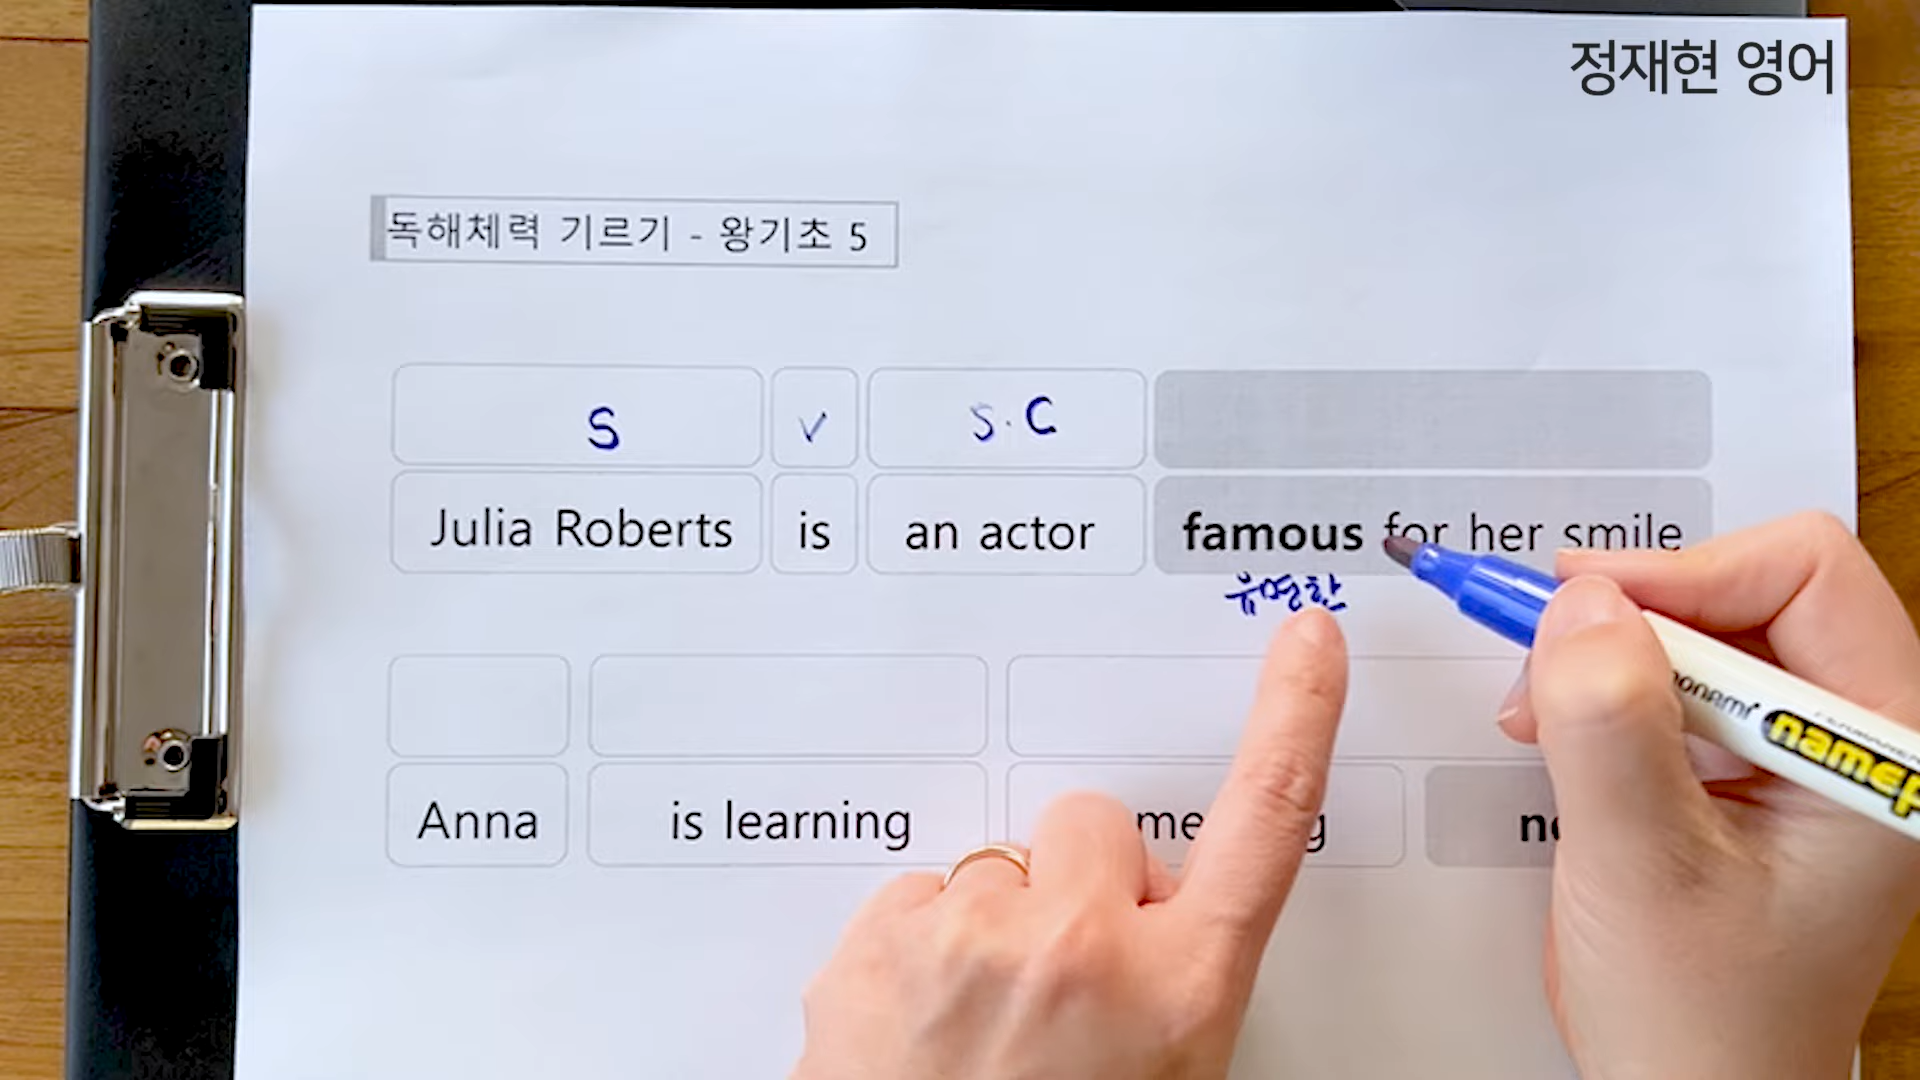 정재현 영어
독해체력 기르기 - 왕기초 5
S V S.C
Julia Roberts is an actor famous for her smile
유명한
monami
Anna is learning